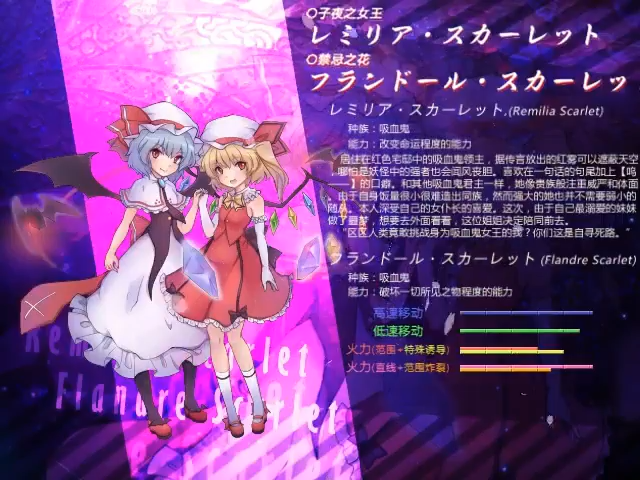 ○子夜之女王
レミリア・スカーレット
○禁忌之花
フランドール・スカーレッ
レミリア・スカーレット.(Remilia Scarlet)
种族：吸血鬼
能力：改变命运程度的能力
居住在红色宅邸中的吸血鬼领主，据传言放出的红雾可以遮蔽天空
,哪怕是妖怪中的强者也会闻风丧胆。喜欢在一句话的句尾加上【呜
——】的口癖。和其他吸血鬼君主一样，她像贵族般注重威严和体面
由于自身饭量很小很难造出同族，然而强大的她也并不需要弱小的
随从。本人深爱自己的女仆长的喜爱。这次，由于自己最溺爱的妹妹
做了噩梦，想要去外面看看，这位姐姐决定陪同前去。
“区区人类竟敢挑战身为吸血鬼女王的我？你们这是自寻死路。”
フランドール・スカーレット (Flandre Scarlet)
种族：吸血鬼
能力：破坏一切所见之物程度的能力
高速移动
低速移动
火力(范围+特殊诱导)
火力(直线+范围炸裂)
Remilia Scarlet
Flandre Scarlet